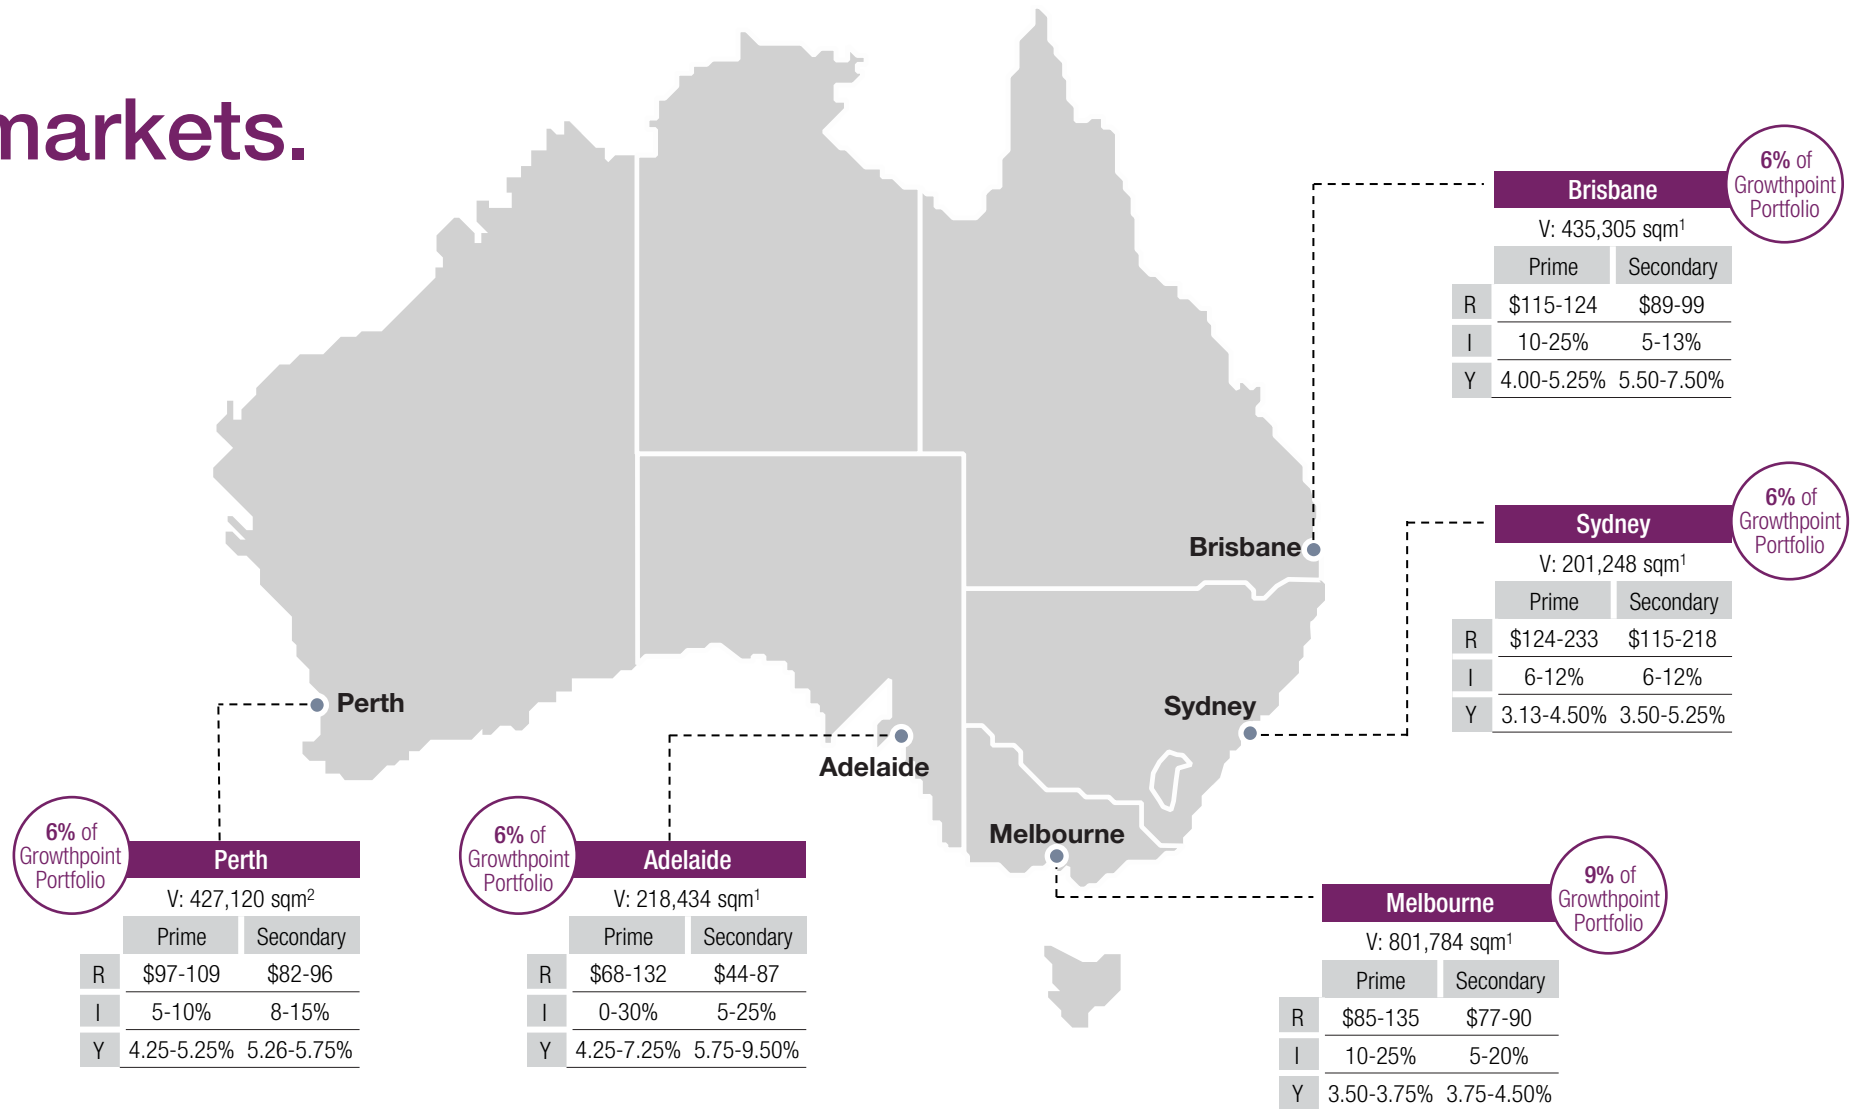 markets.
6% of
Growthpoint
Portfolio
Brisbane
V: 435,305 sqm¹
Prime Secondary
R $115-124 $89-99
I 10-25% 5-13%
Y 4.00-5.25% 5.50-7.50%
6% of
Growthpoint
Portfolio
Sydney
V: 201,248 sqm¹
Prime Secondary
R $124-233 $115-218
I 6-12% 6-12%
Y 3.13-4.50% 3.50-5.25%
Brisbane
Perth
Sydney
Adelaide
Melbourne
6% of
Growthpoint
Portfolio
Perth
V: 427,120 sqm²
Prime Secondary
R $97-109 $82-96
I 5-10% 8-15%
Y 4.25-5.25% 5.26-5.75%
6% of
Growthpoint
Portfolio
Adelaide
V: 218,434 sqm¹
Prime Secondary
R $68-132 $44-87
I 0-30% 5-25%
Y 4.25-7.25% 5.75-9.50%
9% of
Growthpoint
Portfolio
Melbourne
V: 801,784 sqm¹
Prime Secondary
R $85-135 $77-90
I 10-25% 5-20%
Y 3.50-3.75% 3.75-4.50%